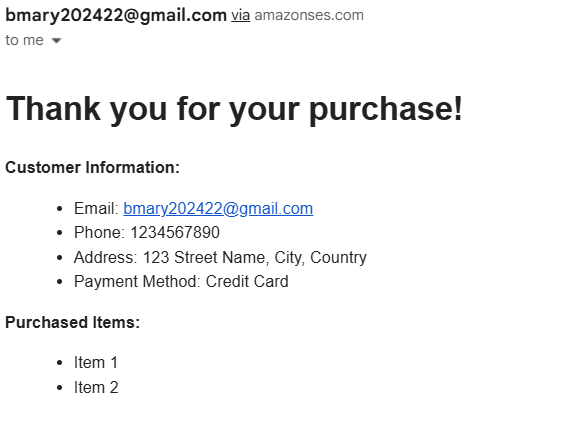 bmary202422@gmail.com via amazonses.com
to me
Thank you for your purchase!
Customer Information:
• Email: bmary202422@gmail.com
• Phone: 1234567890
• Address: 123 Street Name, City, Country
• Payment Method: Credit Card
Purchased Items:
• Item 1
• Item 2